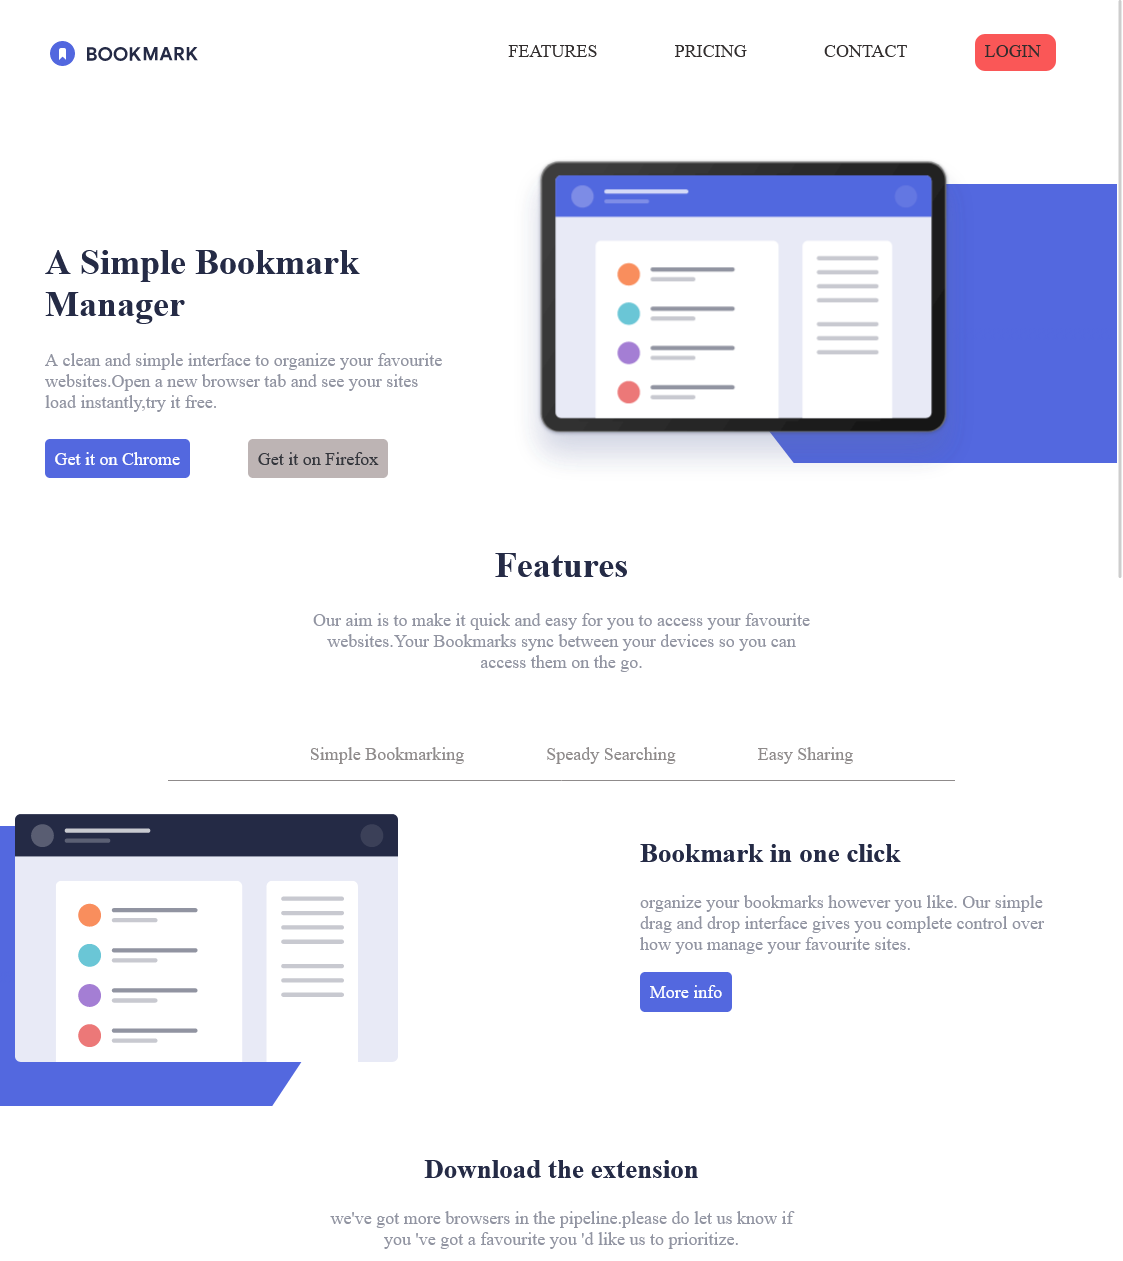 BOOKMARK
FEATURES
PRICING
CONTACT
LOGIN
A Simple Bookmark
Manager
A clean and simple interface to organize your favourite
websites.Open a new browser tab and see your sites
load instantly,try it free.
Get it on Chrome
Get it on Firefox
Features
Our aim is to make it quick and easy for you to access your favourite
websites.Your Bookmarks sync between your devices so you can
access them on the go.
Simple Bookmarking
Speady Searching
Easy Sharing
Bookmark in one click
organize your bookmarks however you like. Our simple
drag and drop interface gives you complete control over
how you manage your favourite sites.
More info
Download the extension
we've got more browsers in the pipeline.please do let us know if
you 've got a favourite you 'd like us to prioritize.